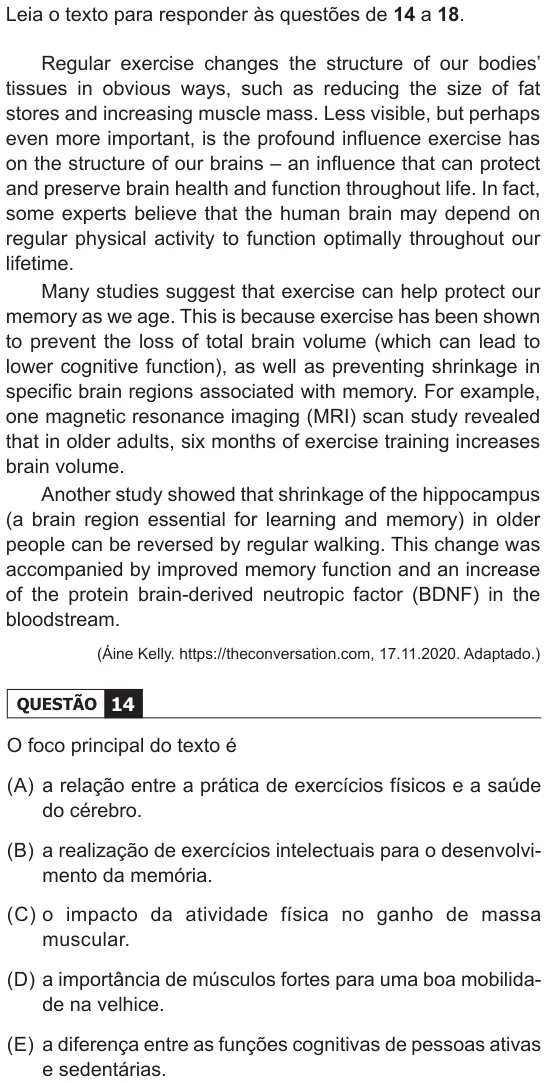 Leia o texto para responder às questões de 14 a 18.
Regular exercise changes the structure of our bodies’
tissues in obvious ways, such as reducing the size of fat
stores and increasing muscle mass. Less visible, but perhaps
even more important, is the profound influence exercise has
on the structure of our brains – an influence that can protect
and preserve brain health and function throughout life. In fact,
some experts believe that the human brain may depend on
regular physical activity to function optimally throughout our
lifetime.
Many studies suggest that exercise can help protect our
memory as we age. This is because exercise has been shown
to prevent the loss of total brain volume (which can lead to
lower cognitive function), as well as preventing shrinkage in
specific brain regions associated with memory. For example,
one magnetic resonance imaging (MRI) scan study revealed
that in older adults, six months of exercise training increases
brain volume.
Another study showed that shrinkage of the hippocampus
(a brain region essential for learning and memory) in older
people can be reversed by regular walking. This change was
accompanied by improved memory function and an increase
of the protein brain-derived neutropic factor (BDNF) in the
bloodstream.
(Áine Kelly. https://theconversation.com, 17.11.2020. Adaptado.)
QUESTÃO 14
O foco principal do texto é
(A) a relação entre a prática de exercícios físicos e a saúde
do cérebro.
(B) a realização de exercícios intelectuais para o desenvolvi-
mento da memória.
(C) o impacto da atividade física no ganho de massa
muscular.
(D) a importância de músculos fortes para uma boa mobilida-
de na velhice.
(E) a diferença entre as funções cognitivas de pessoas ativas
e sedentárias.